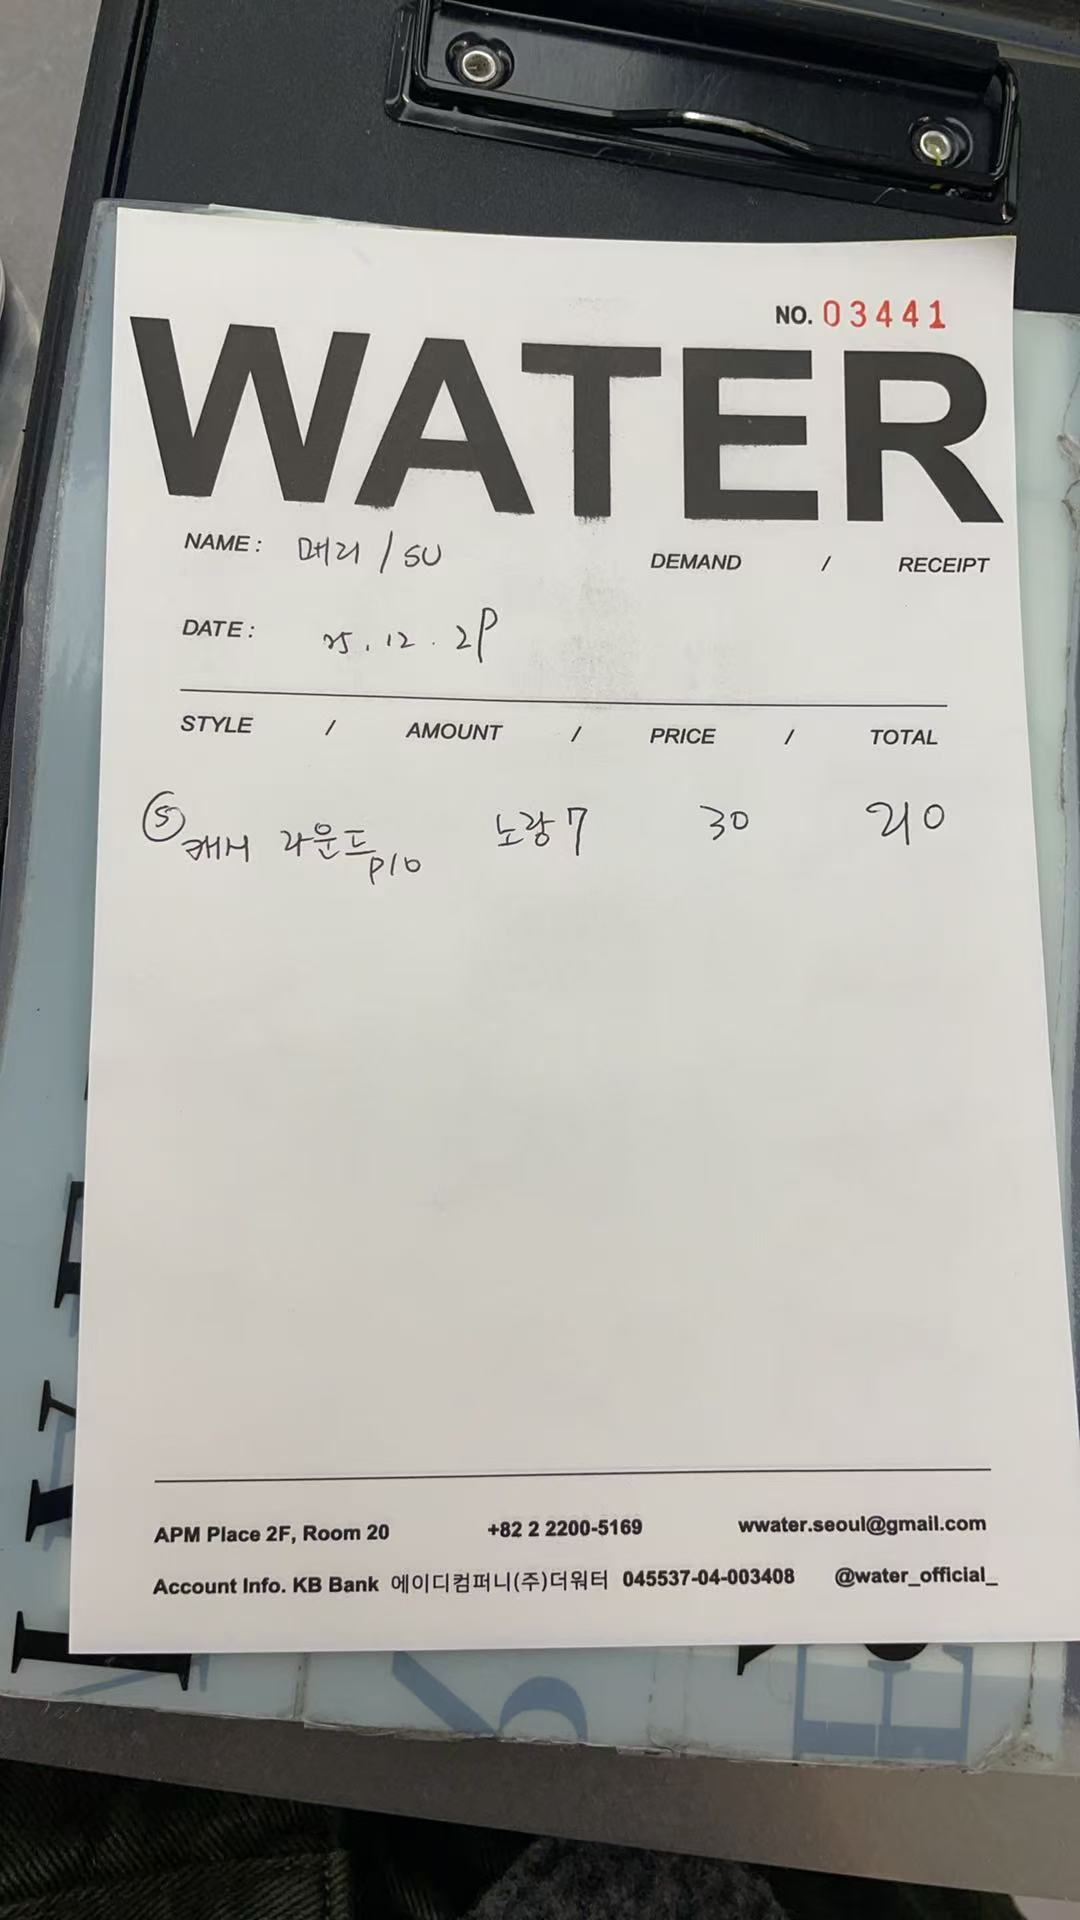 NO. 03441
WATER
NAME : 메리 / SU
DEMAND / RECEIPT
DATE : 25. 12. 29
STYLE / AMOUNT / PRICE / TOTAL
Ⓢ 캐시 라운드 P/O 노랑 7 30 210
APM Place 2F, Room 20 +82 2 2200-5169 wwater.seoul@gmail.com
Account Info. KB Bank 에이디컴퍼니(주)더워터 045537-04-003408 @water_official_